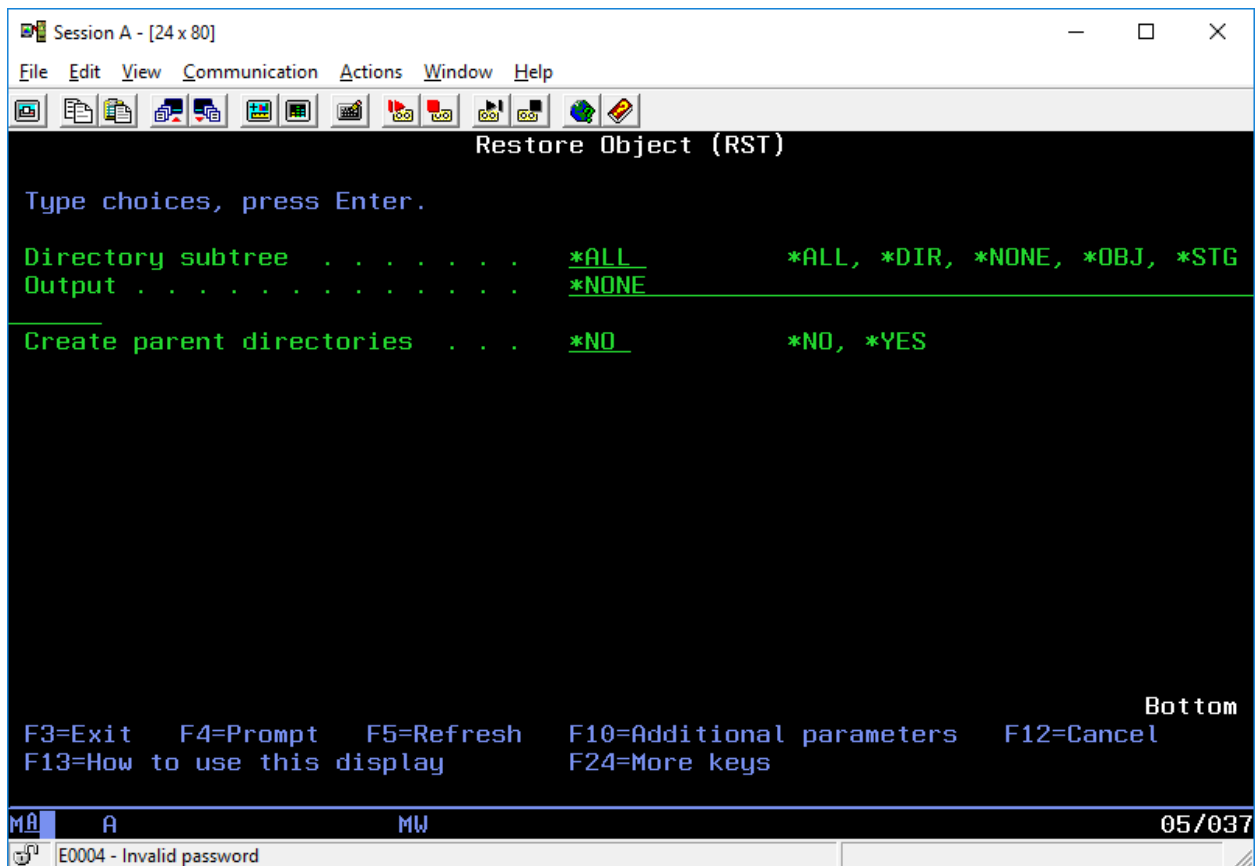 Session A - [24 x 80]
File Edit View Communication Actions Window Help
Restore Object (RST)
Type choices, press Enter.
Directory subtree . . . . . . . *ALL *ALL, *DIR, *NONE, *OBJ, *STG
Output . . . . . . . . . . . . . *NONE
Create parent directories . . . *NO *NO, *YES
Bottom
F3=Exit F4=Prompt F5=Refresh F10=Additional parameters F12=Cancel
F13=How to use this display F24=More keys
MA A MW 05/037
E0004 - Invalid password